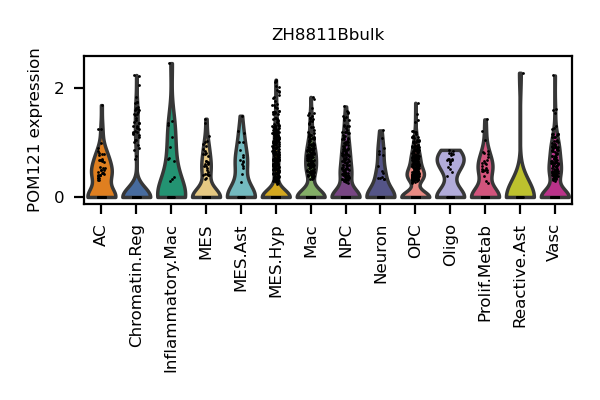 ZH8811Bbulk
POM121 expression
2
0
AC
Chromatin.Reg
Inflammatory.Mac
MES
MES.Ast
MES.Hyp
Mac
NPC
Neuron
OPC
Oligo
Prolif.Metab
Reactive.Ast
Vasc